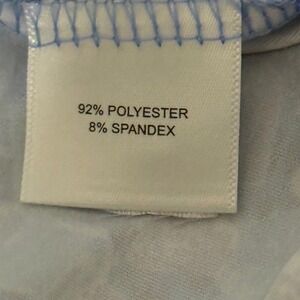 92% POLYESTER
8% SPANDEX